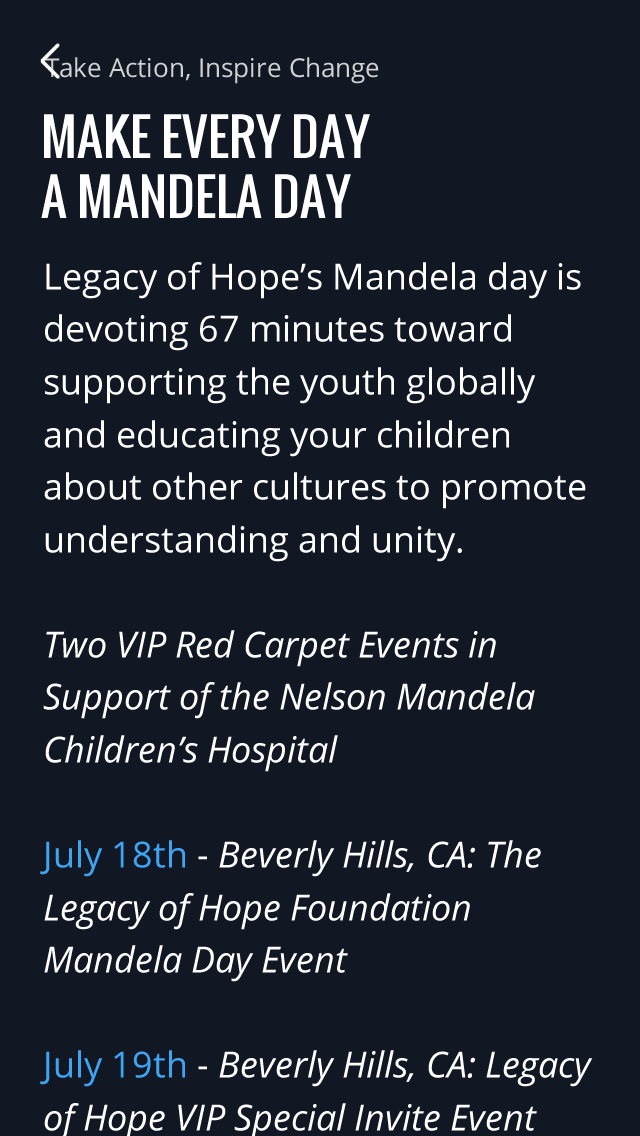 Take Action, Inspire Change
MAKE EVERY DAY
A MANDELA DAY
Legacy of Hope’s Mandela day is
devoting 67 minutes toward
supporting the youth globally
and educating your children
about other cultures to promote
understanding and unity.
Two VIP Red Carpet Events in
Support of the Nelson Mandela
Children’s Hospital
July 18th - Beverly Hills, CA: The
Legacy of Hope Foundation
Mandela Day Event
July 19th - Beverly Hills, CA: Legacy
of Hope VIP Special Invite Event